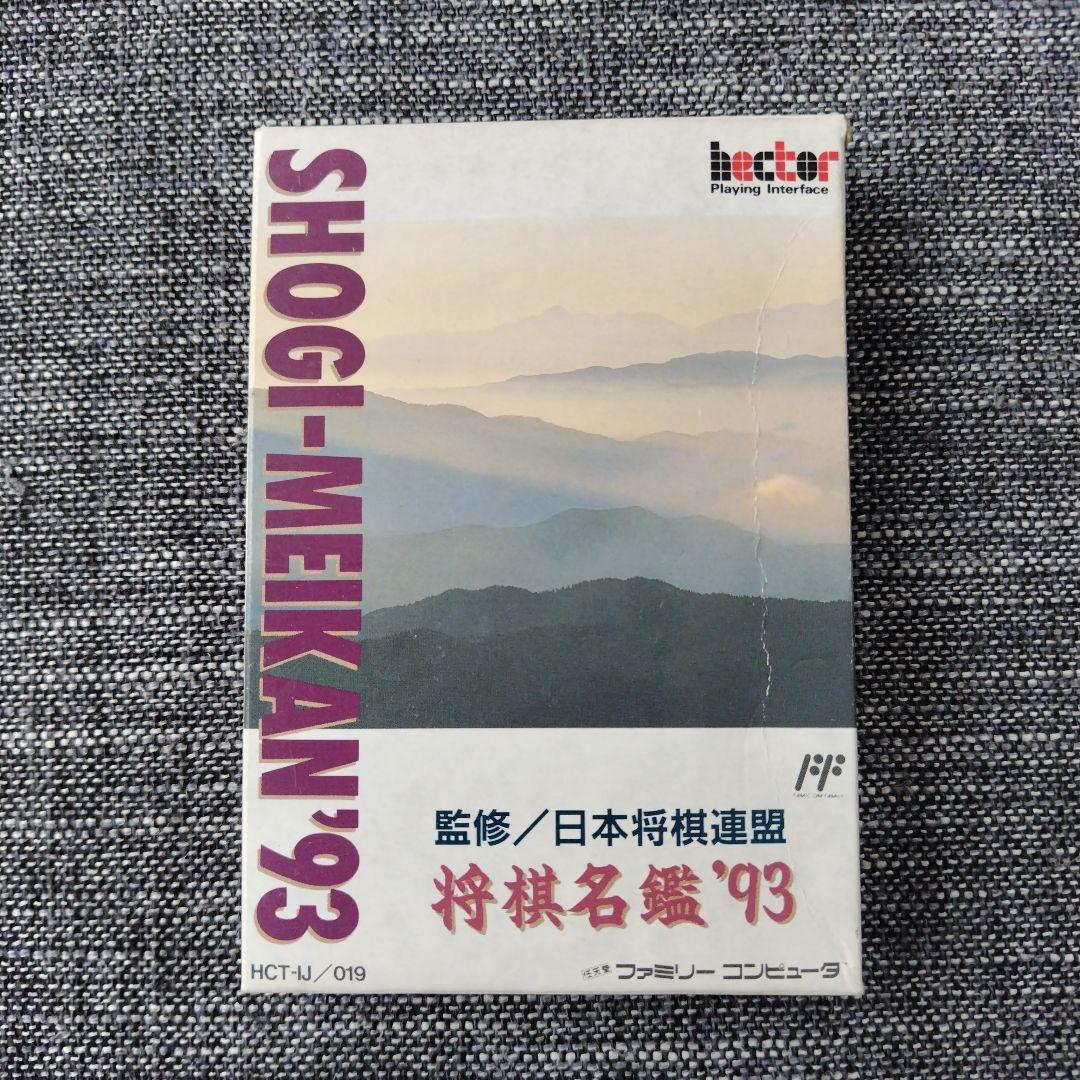 hector
Playing Interface
SHOGI-MEIKAN'93
監修／日本将棋連盟
将棋名鑑'93
HCT-IJ／019
任天堂 ファミリー コンピュータ